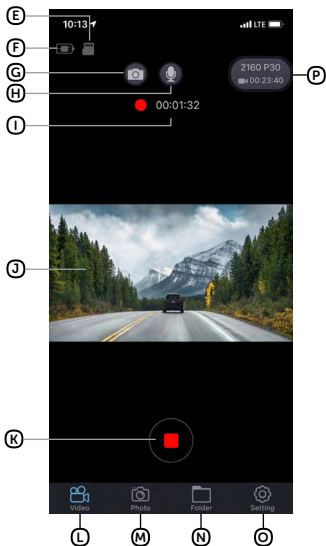 E
10:13
LTE
F
G
H
2160 P30
00:23:40
P
00:01:32
I
J
K
Video
Photo
Folder
Setting
L
M
N
O